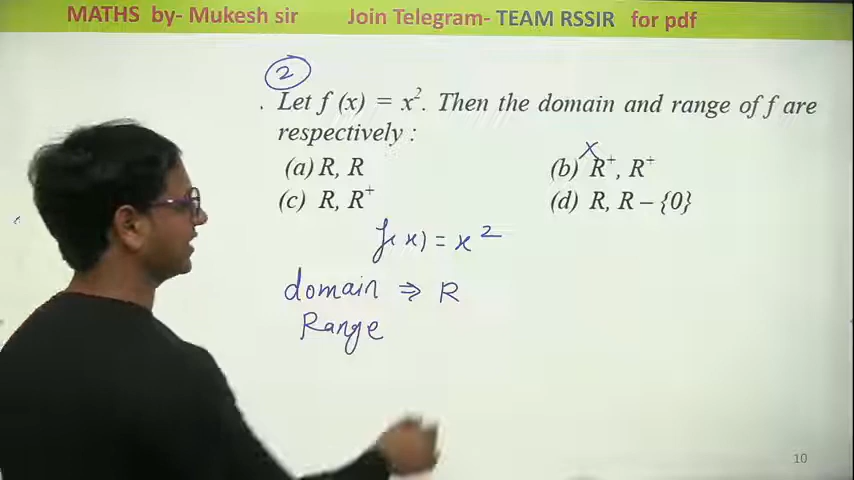 MATHS by- Mukesh sir Join Telegram- TEAM RSSIR for pdf
2
. Let f (x) = x². Then the domain and range of f are
respectively :
(a) R, R (b) R⁺, R⁺
(c) R, R⁺ (d) R, R – {0}
f(x) = x²
domain ⇒ R
Range
10